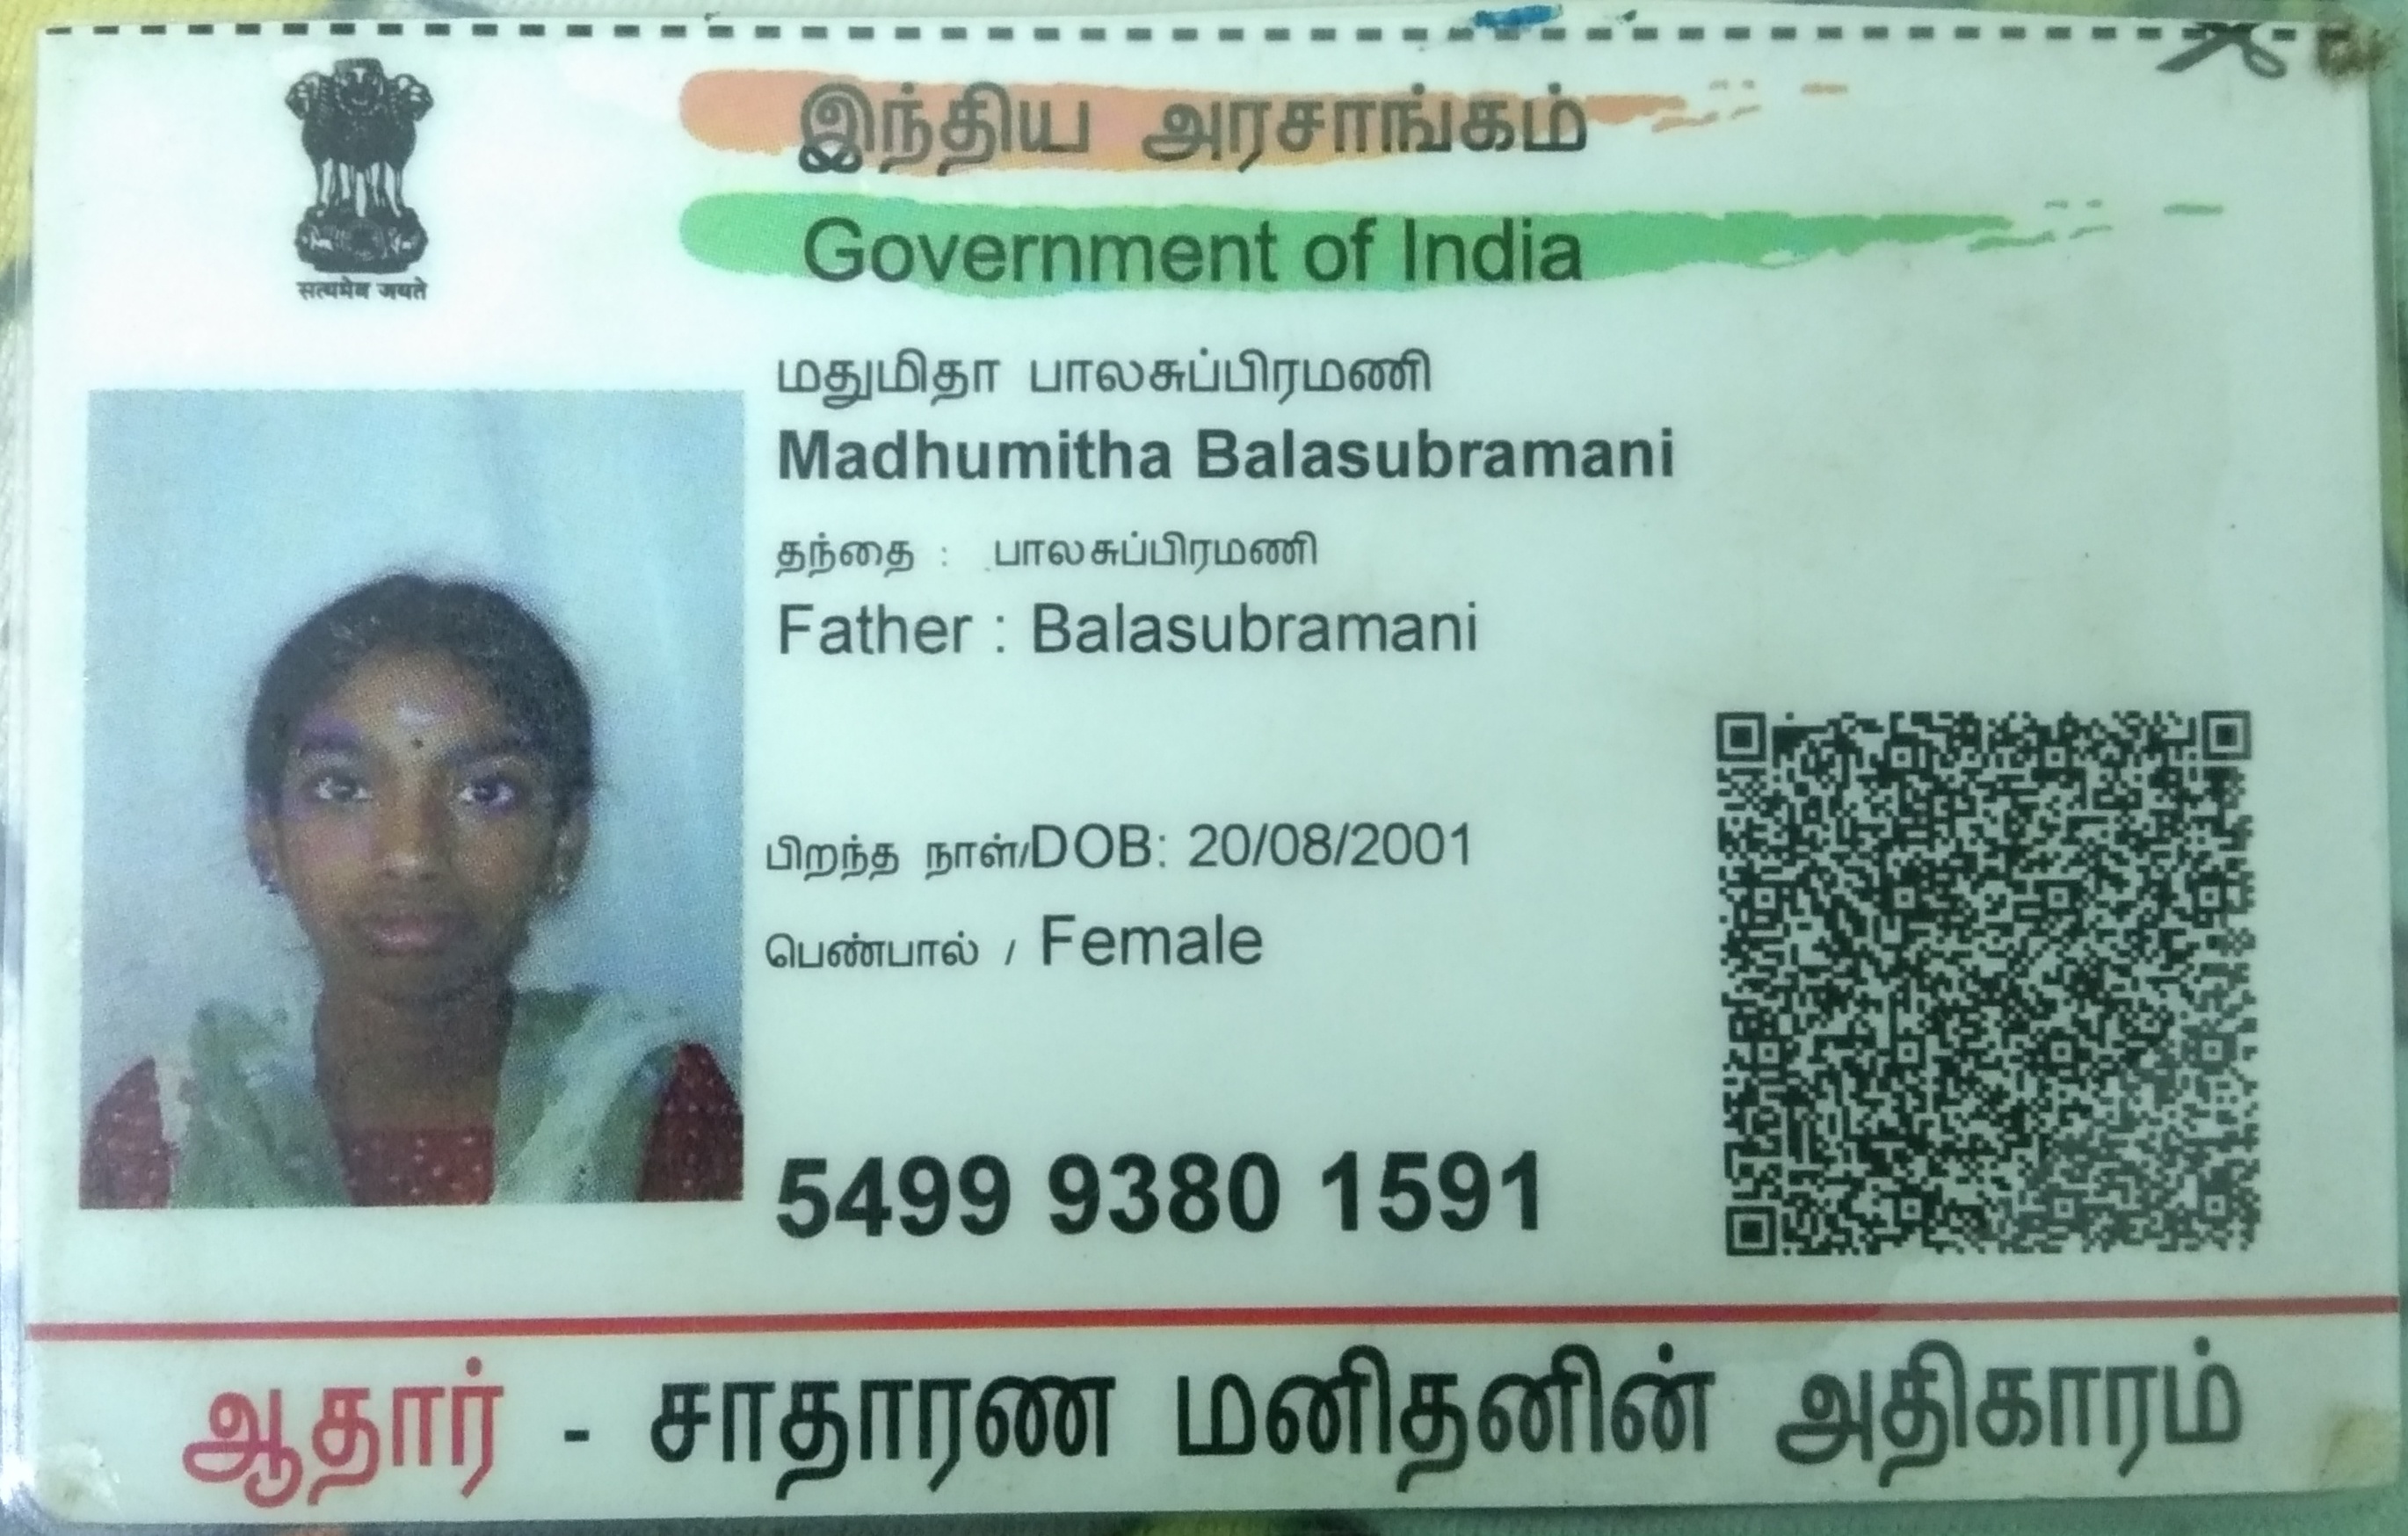 இந்திய அரசாங்கம்
Government of India
सत्यमेव जयते
மதுமிதா பாலசுப்பிரமணி
Madhumitha Balasubramani
தந்தை : பாலசுப்பிரமணி
Father : Balasubramani
பிறந்த நாள்/DOB: 20/08/2001
பெண்பால் / Female
5499 9380 1591
ஆதார் - சாதாரண மனிதனின் அதிகாரம்